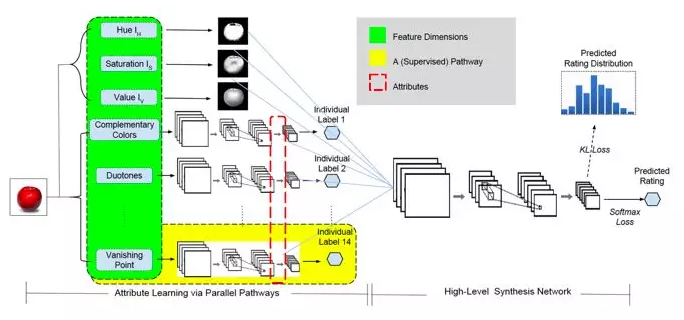 Hue I_H
Saturation I_S
Value I_V
Complementary
Colors
Duotones
Vanishing
Point
Individual
Label 1
Individual
Label 2
Individual
Label 14
Feature Dimensions
A (Supervised) Pathway
Attributes
Predicted
Rating Distribution
KL-Loss
Predicted
Rating
Softmax
Loss
Attribute Learning via Parallel Pathways
High-Level Synthesis Network